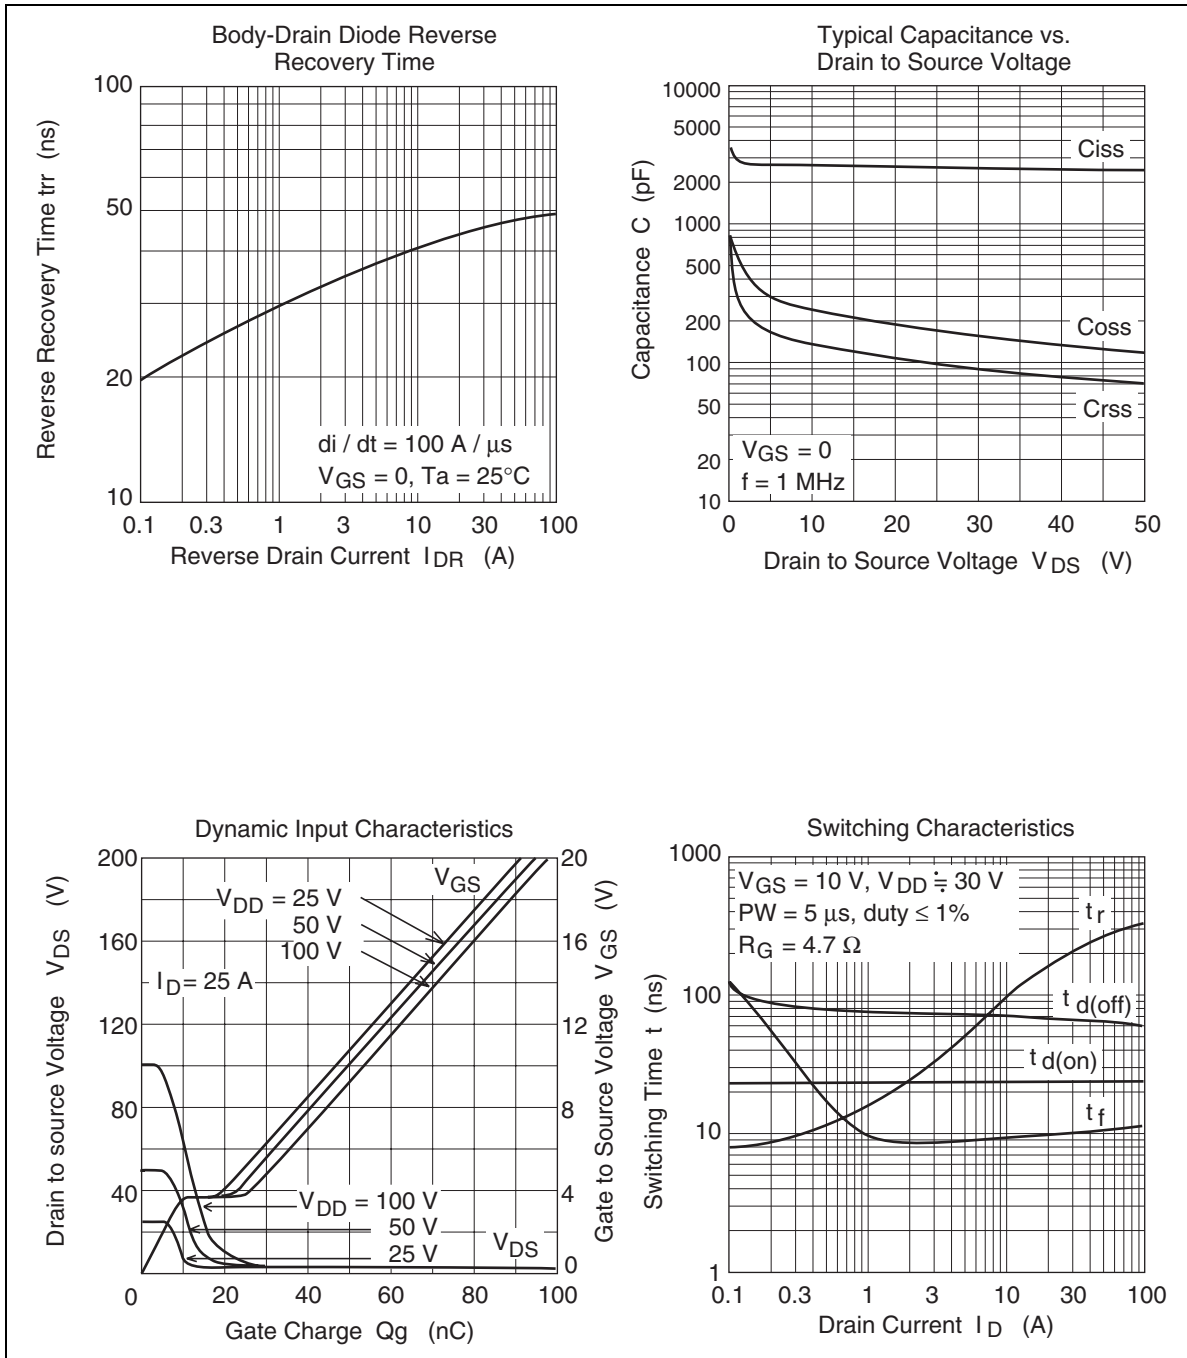 Body-Drain Diode Reverse
Recovery Time
Reverse Recovery Time trr (ns)
100
50
20
10
di / dt = 100 A / μs
VGS = 0, Ta = 25°C
0.1 0.3 1 3 10 30 100
Reverse Drain Current IDR (A)
Typical Capacitance vs.
Drain to Source Voltage
Capacitance C (pF)
10000
5000
2000
1000
500
200
100
50
20
10
Ciss
Coss
Crss
VGS = 0
f = 1 MHz
0 10 20 30 40 50
Drain to Source Voltage VDS (V)
Dynamic Input Characteristics
Drain to source Voltage VDS (V)
200
160
120
80
40
0
VGS
VDD = 25 V
50 V
100 V
ID = 25 A
VDD = 100 V
50 V
25 V
VDS
20
16
12
8
4
0
Gate to Source Voltage VGS (V)
20 40 60 80 100
Gate Charge Qg (nC)
Switching Characteristics
Switching Time t (ns)
1000
100
10
1
VGS = 10 V, VDD ≒ 30 V
PW = 5 μs, duty ≤ 1%
RG = 4.7 Ω
tr
td(off)
td(on)
tf
0.1 0.3 1 3 10 30 100
Drain Current ID (A)